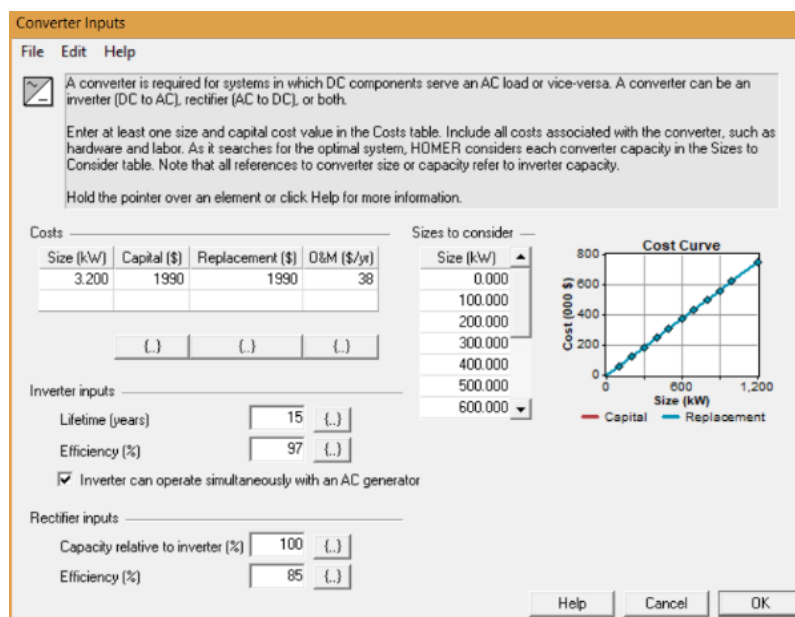 Converter Inputs
File Edit Help
A converter is required for systems in which DC components serve an AC load or vice-versa. A converter can be an
inverter (DC to AC), rectifier (AC to DC), or both.
Enter at least one size and capital cost value in the Costs table. Include all costs associated with the converter, such as
hardware and labor. As it searches for the optimal system, HOMER considers each converter capacity in the Sizes to
Consider table. Note that all references to converter size or capacity refer to inverter capacity.
Hold the pointer over an element or click Help for more information.
Costs
Size (kW) Capital ($) Replacement ($) O&M ($/yr)
3.200 1990 1990 38
{..} {..} {..}
Sizes to consider
Size (kW)
0.000
100.000
200.000
300.000
400.000
500.000
600.000
Cost Curve
Cost (000 $)
800
600
400
200
0
0 600 1,200
Size (kW)
Capital Replacement
Inverter inputs
Lifetime (years) 15 {..}
Efficiency (%) 97 {..}
Inverter can operate simultaneously with an AC generator
Rectifier inputs
Capacity relative to inverter (%) 100 {..}
Efficiency (%) 85 {..}
Help Cancel OK